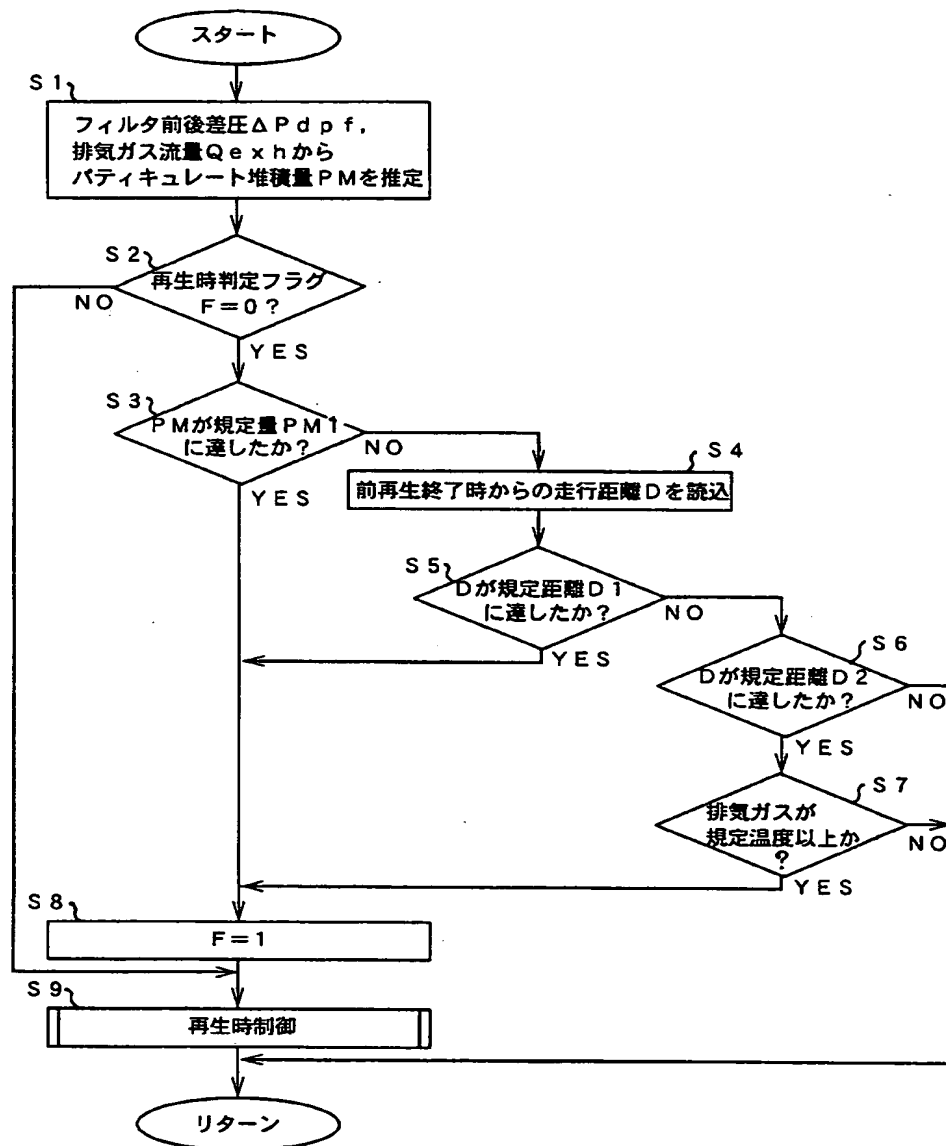 スタート
S1
フィルタ前後差圧ΔPdpf,
排気ガス流量Qexhから
パティキュレート堆積量PMを推定
S2
再生時判定フラグ
F=0?
NO
YES
S3
PMが規定量PM1
に達したか?
NO
YES
S4
前再生終了時からの走行距離Dを読込
S5
Dが規定距離D1
に達したか?
NO
YES
S6
Dが規定距離D2
に達したか?
NO
YES
S7
排気ガスが
規定温度以上か
?
NO
YES
S8
F=1
S9
再生時制御
リターン